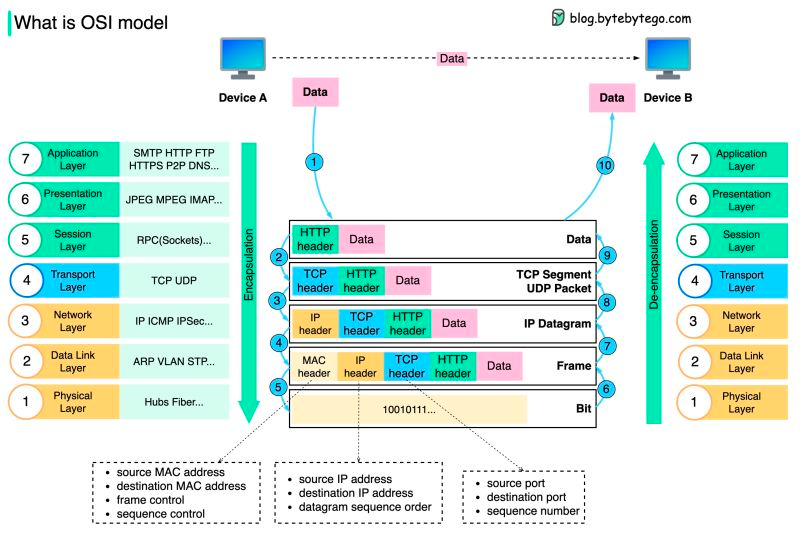 What is OSI model
blog.bytebytego.com
Data
Device A
Data
Data
Device B
1
10
7
Application
Layer
SMTP HTTP FTP
HTTPS P2P DNS...
6
Presentation
Layer
JPEG MPEG IMAP...
5
Session
Layer
RPC(Sockets)...
4
Transport
Layer
TCP UDP
3
Network
Layer
IP ICMP IPSec...
2
Data Link
Layer
ARP VLAN STP...
1
Physical
Layer
Hubs Fiber...
Encapsulation
HTTP
header
Data
Data
2
9
TCP
header
HTTP
header
Data
TCP Segment
UDP Packet
3
8
IP
header
TCP
header
HTTP
header
Data
IP Datagram
4
7
MAC
header
IP
header
TCP
header
HTTP
header
Data
Frame
5
6
10010111...
Bit
De-encapsulation
7
Application
Layer
6
Presentation
Layer
5
Session
Layer
4
Transport
Layer
3
Network
Layer
2
Data Link
Layer
1
Physical
Layer
• source MAC address
• destination MAC address
• frame control
• sequence control
• source IP address
• destination IP address
• datagram sequence order
• source port
• destination port
• sequence number